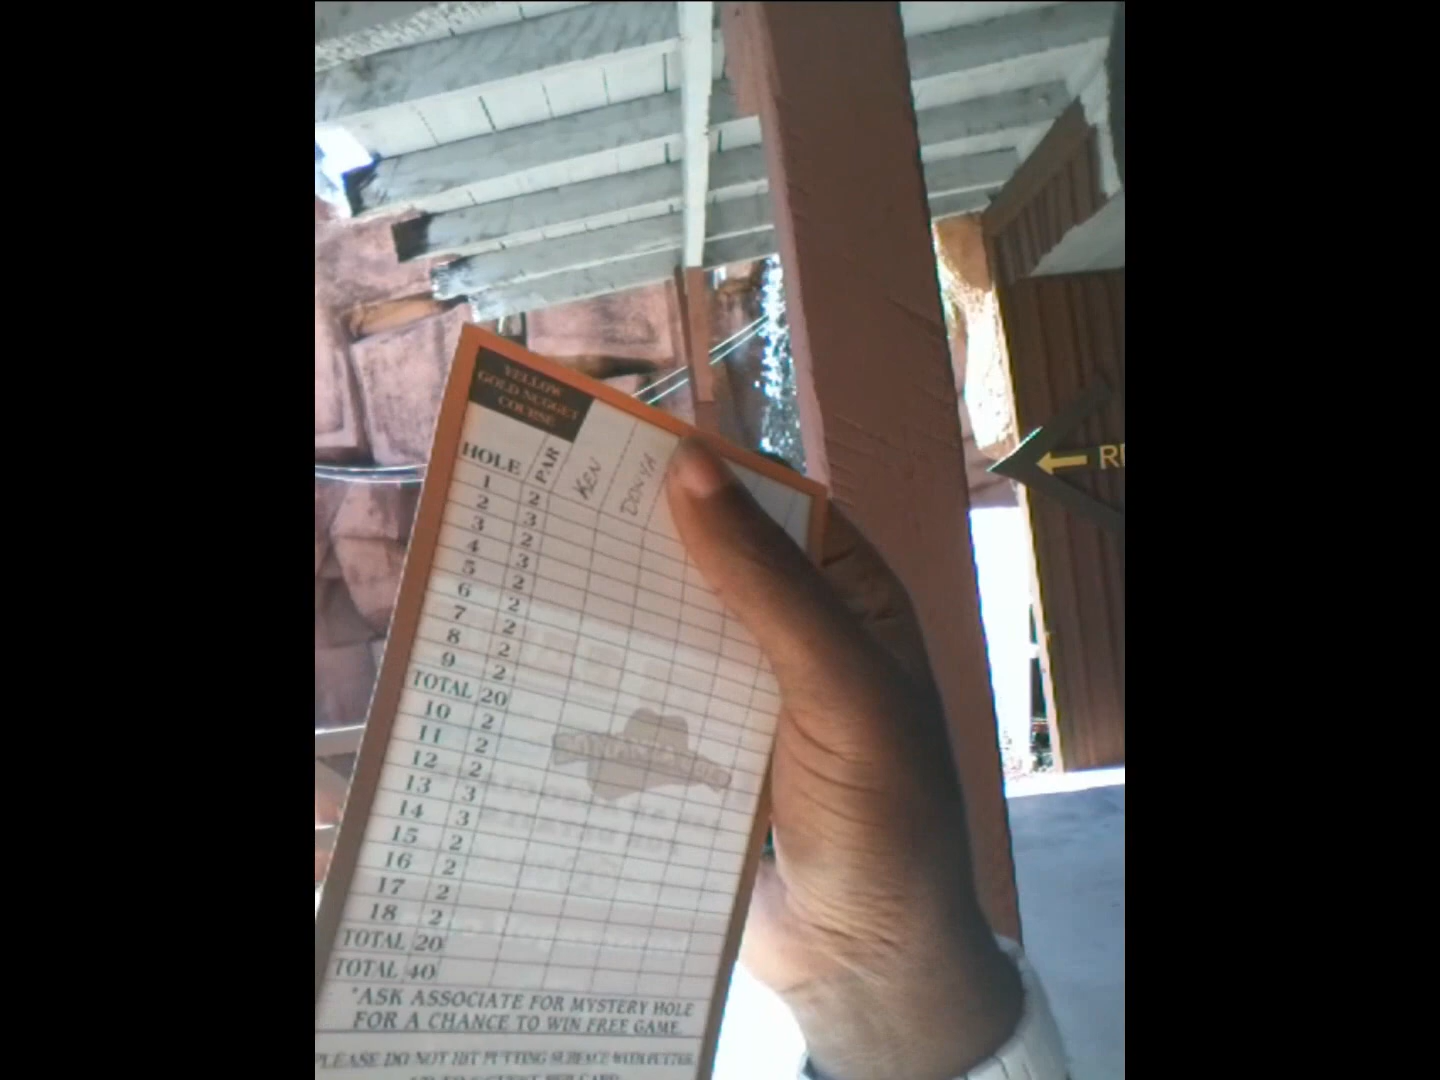 YELLOW
GOLD NUGGET
COURSE
HOLE PAR KEN DONYA
1 2
2 3
3 2
4 3
5 2
6 2
7 2
8 2
9 2
TOTAL 20
10 2
11 2
12 2
13 3
14 3
15 2
16 2
17 2
18 2
TOTAL 20
TOTAL 40
*ASK ASSOCIATE FOR MYSTERY HOLE
FOR A CHANCE TO WIN FREE GAME.
PLEASE DO NOT HIT PUTTING SURFACE WITH PUTTER.
RE